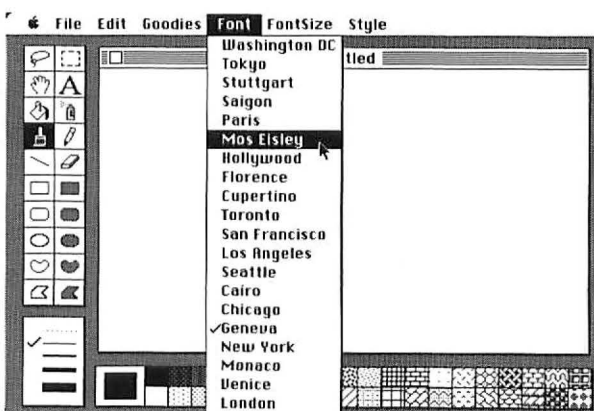 File Edit Goodies Font FontSize Style
tled
Washington DC
Tokyo
Stuttgart
Saigon
Paris
Mos Eisley
Hollywood
Florence
Cupertino
Toronto
San Francisco
Los Angeles
Seattle
Cairo
Chicago
✓Geneva
New York
Monaco
Venice
London
A